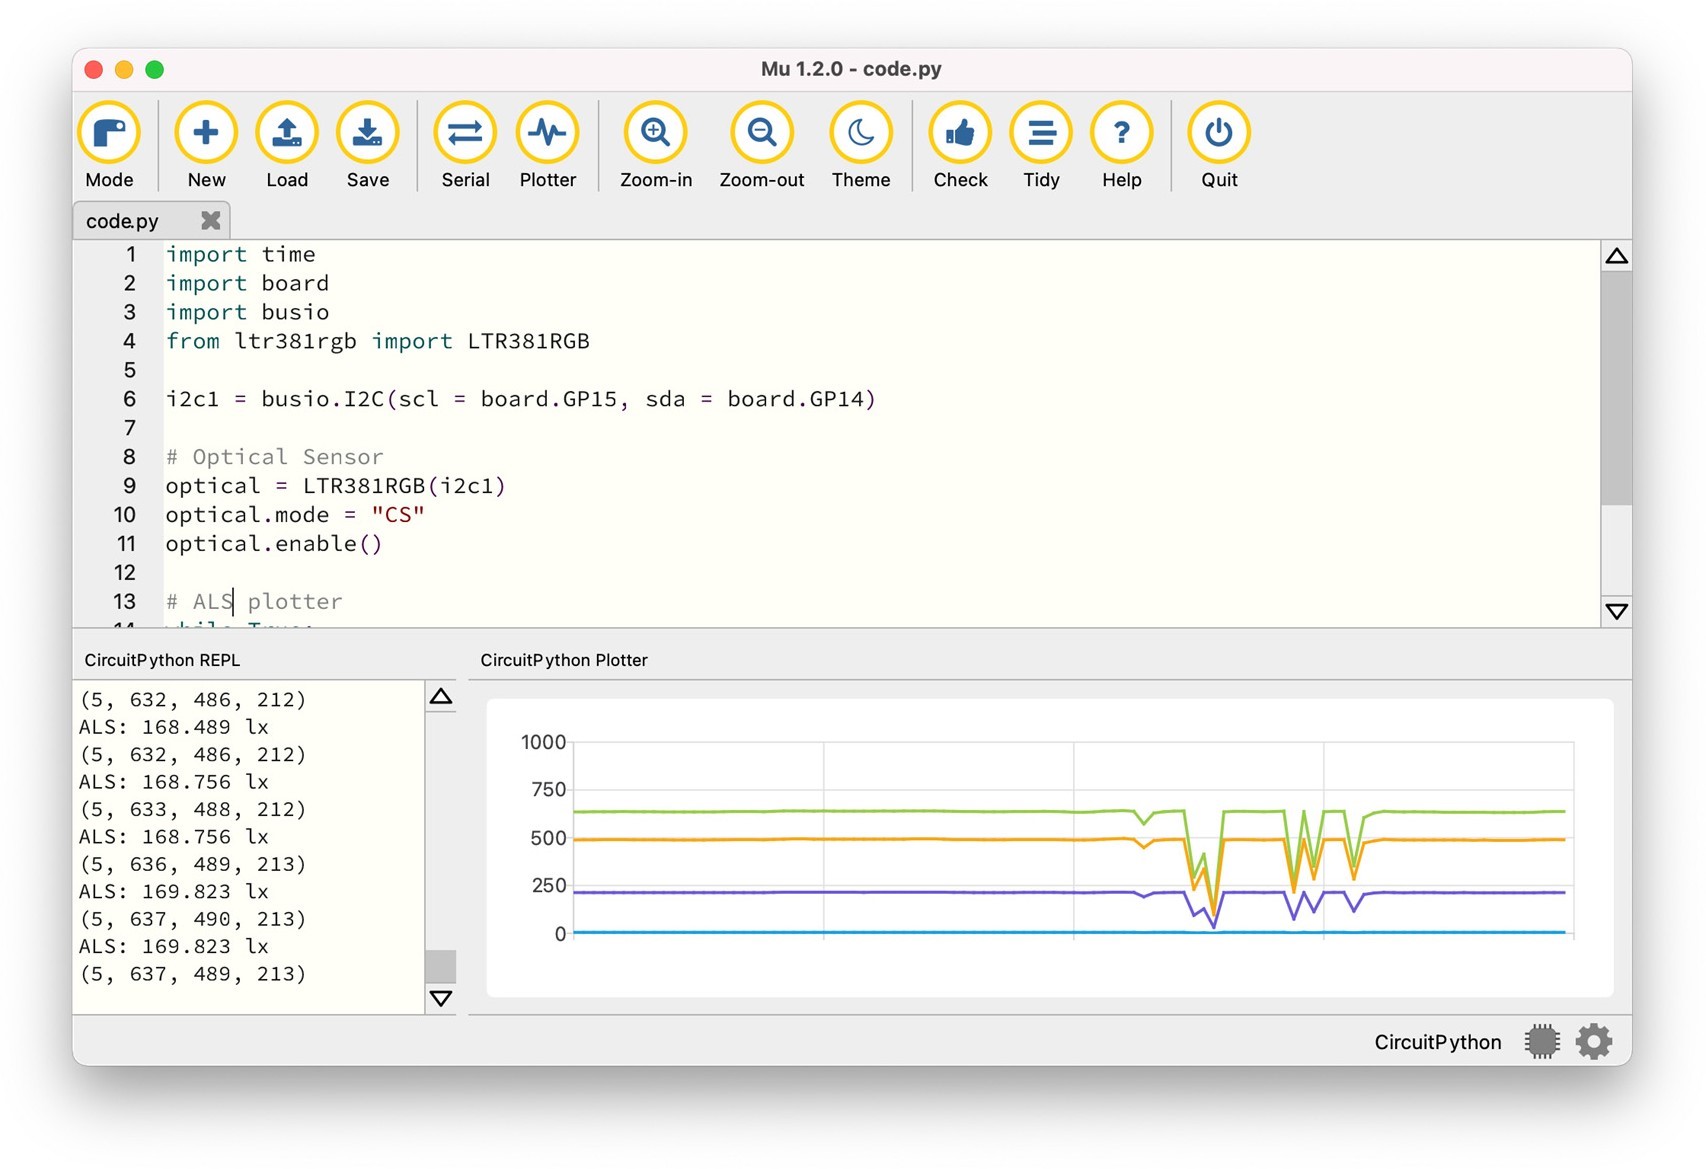 Mu 1.2.0 - code.py
Mode New Load Save Serial Plotter Zoom-in Zoom-out Theme Check Tidy Help Quit
code.py
1 import time
2 import board
3 import busio
4 from ltr381rgb import LTR381RGB
5
6 i2c1 = busio.I2C(scl = board.GP15, sda = board.GP14)
7
8 # Optical Sensor
9 optical = LTR381RGB(i2c1)
10 optical.mode = "CS"
11 optical.enable()
12
13 # ALS plotter
14 while True:
CircuitPython REPL
(5, 632, 486, 212)
ALS: 168.489 lx
(5, 632, 486, 212)
ALS: 168.756 lx
(5, 633, 488, 212)
ALS: 168.756 lx
(5, 636, 489, 213)
ALS: 169.823 lx
(5, 637, 490, 213)
ALS: 169.823 lx
(5, 637, 489, 213)
CircuitPython Plotter
1000
750
500
250
0
CircuitPython